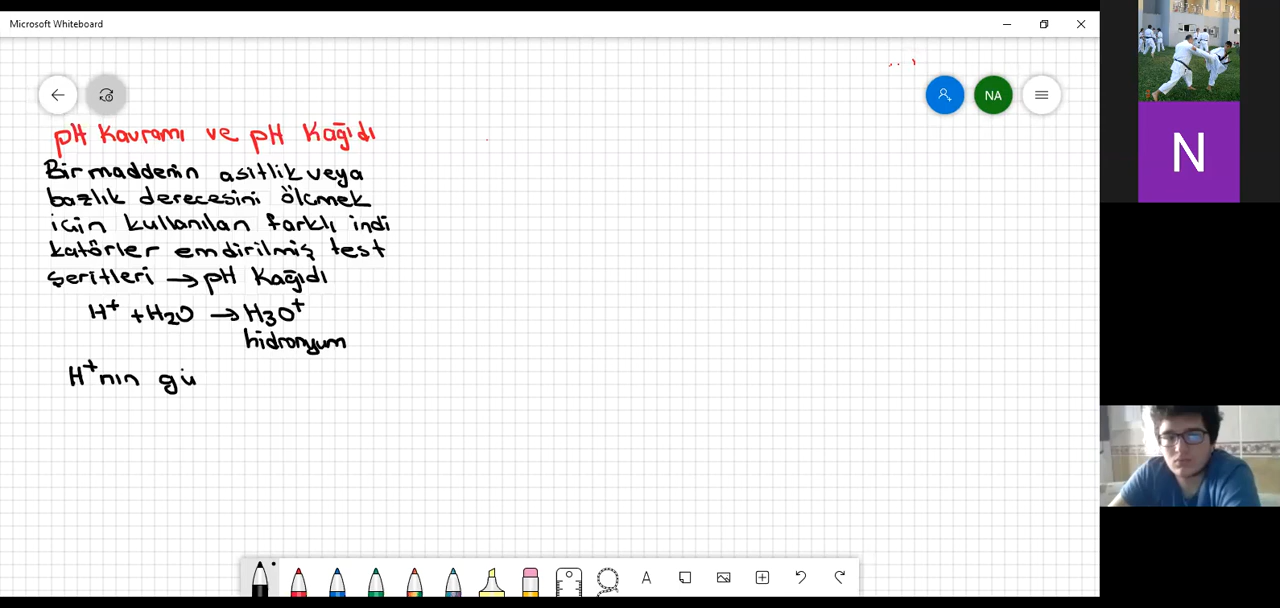 Microsoft Whiteboard
NA
N
pH Kavramı ve pH Kağıdı
Bir maddenin asitlik veya
bazlık derecesini ölçmek
için kullanılan farklı indi
katörler emdirilmiş test
şeritleri → pH Kağıdı
H⁺ + H2O → H3O⁺
hidronyum
H⁺nın gü
A